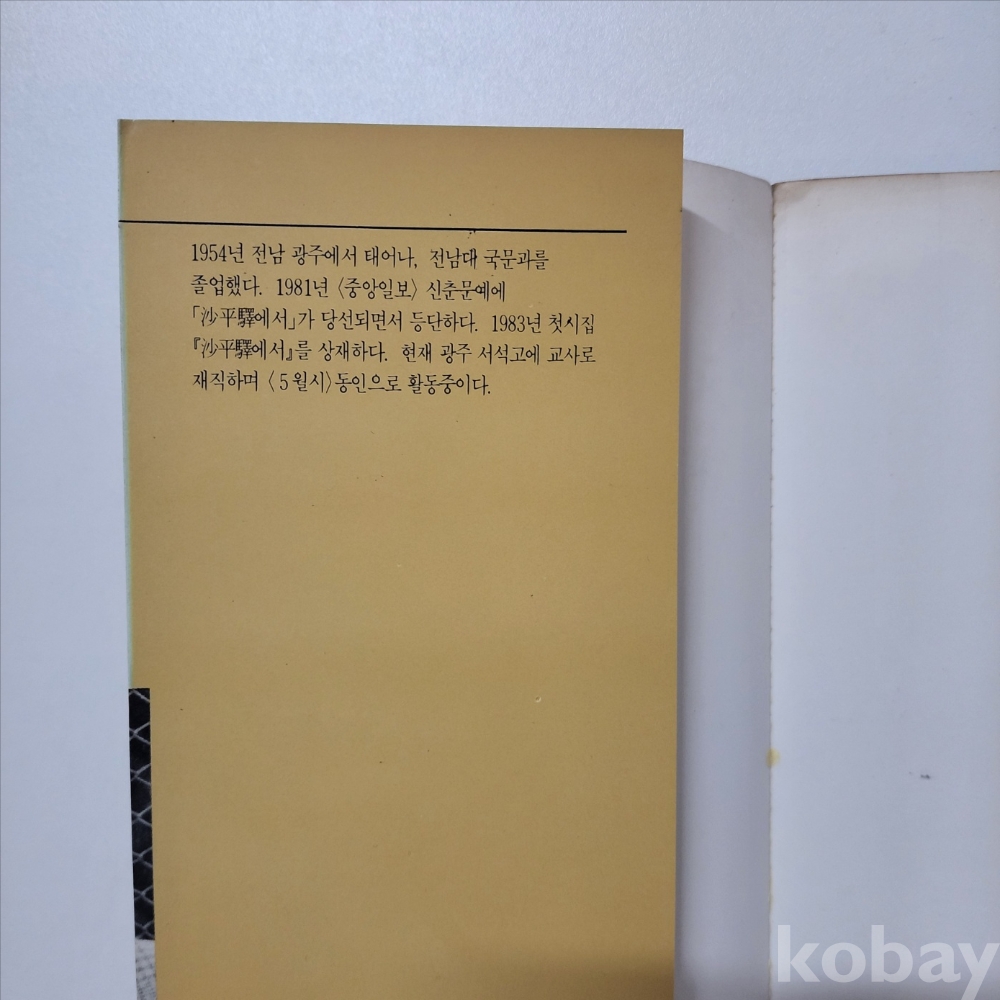 1954년 전남 광주에서 태어나, 전남대 국문과를
졸업했다. 1981년 〈중앙일보〉 신춘문예에
「沙平驛에서」가 당선되면서 등단하다. 1983년 첫시집
『沙平驛에서』를 상재하다. 현재 광주 서석고에 교사로
재직하며 〈5월시〉동인으로 활동중이다.
kobay